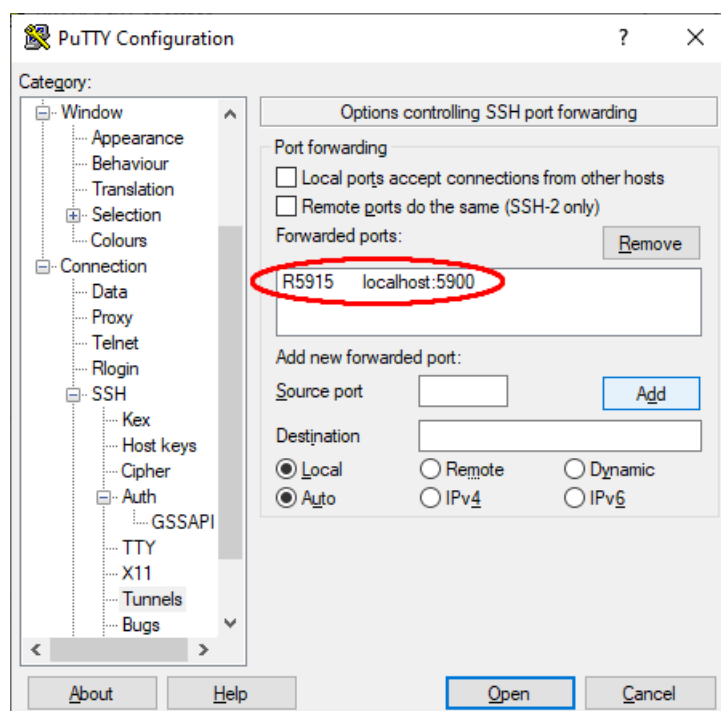 PuTTY Configuration ? ×
Category:
Window
Appearance
Behaviour
Translation
Selection
Colours
Connection
Data
Proxy
Telnet
Rlogin
SSH
Kex
Host keys
Cipher
Auth
GSSAPI
TTY
X11
Tunnels
Bugs
Options controlling SSH port forwarding
Port forwarding
Local ports accept connections from other hosts
Remote ports do the same (SSH-2 only)
Forwarded ports:
Remove
R5915 localhost:5900
Add new forwarded port:
Source port
Add
Destination
Local Remote Dynamic
Auto IPv4 IPv6
About Help Open Cancel